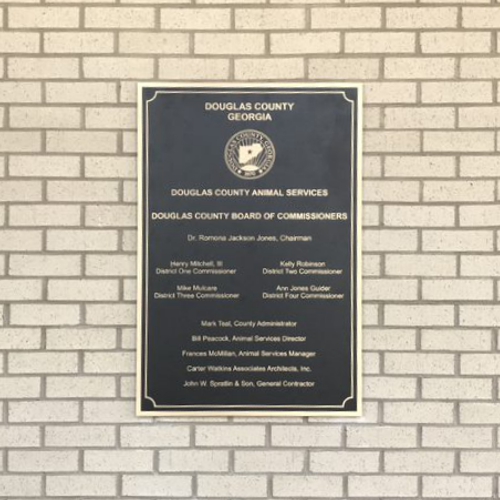 DOUGLAS COUNTY
GEORGIA
DOUGLAS COUNTY ANIMAL SERVICES
DOUGLAS COUNTY BOARD OF COMMISSIONERS
Dr. Romona Jackson Jones, Chairman
Henry Mitchell, III
District One Commissioner
Kelly Robinson
District Two Commissioner
Mike Mulcare
District Three Commissioner
Ann Jones Guider
District Four Commissioner
Mark Teal, County Administrator
Bill Peacock, Animal Services Director
Frances McMillan, Animal Services Manager
Carter Watkins Associates Architects, Inc.
John W. Spratlin & Son, General Contractor